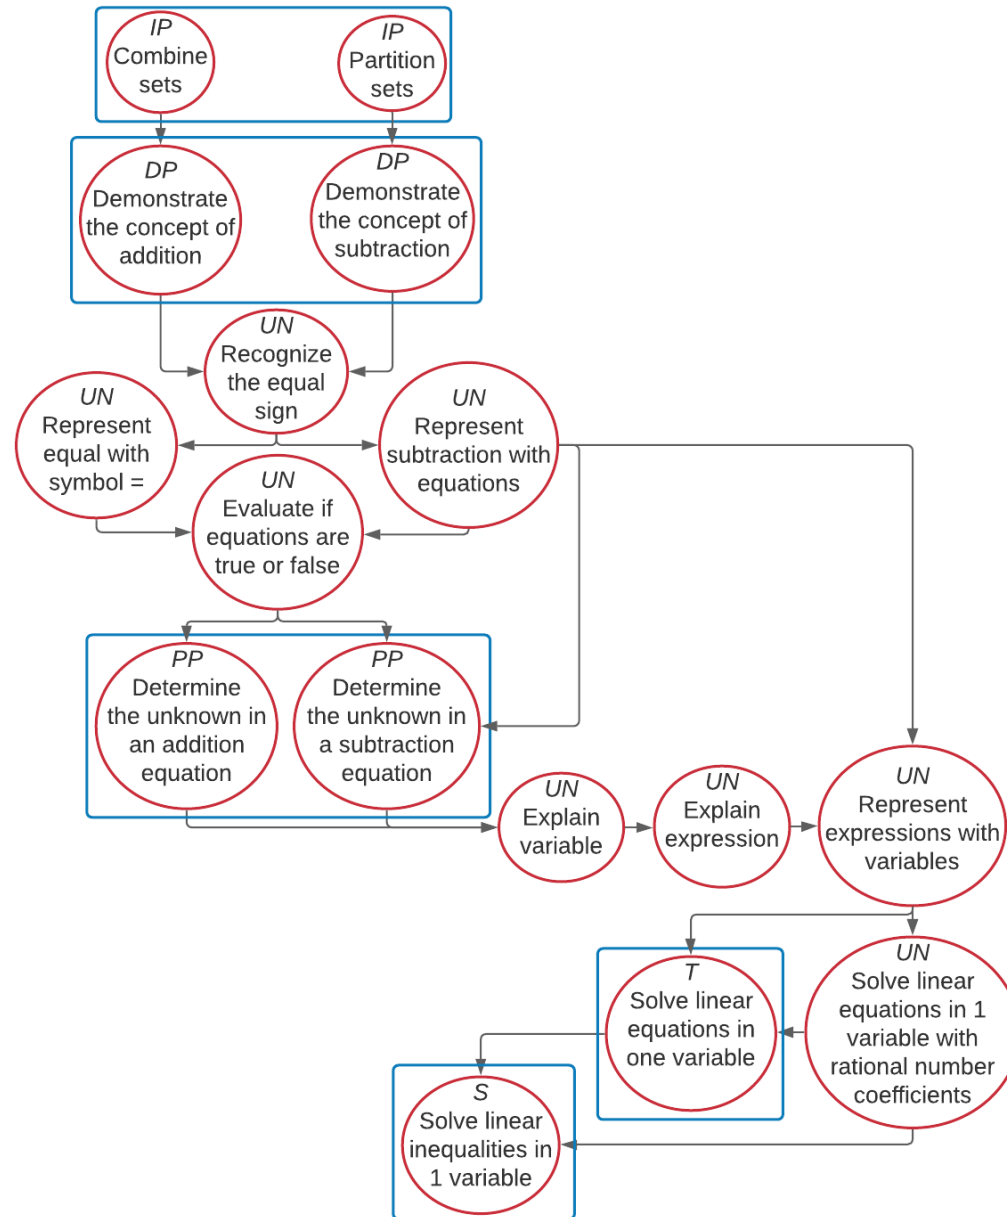 IP
Combine
sets
IP
Partition
sets
DP
Demonstrate
the concept of
addition
DP
Demonstrate
the concept of
subtraction
UN
Recognize
the equal
sign
UN
Represent
equal with
symbol =
UN
Represent
subtraction with
equations
UN
Evaluate if
equations are
true or false
PP
Determine
the unknown in
an addition
equation
PP
Determine
the unknown in
a subtraction
equation
UN
Explain
variable
UN
Explain
expression
UN
Represent
expressions with
variables
T
Solve linear
equations in
one variable
UN
Solve linear
equations in 1
variable with
rational number
coefficients
S
Solve linear
inequalities in
1 variable